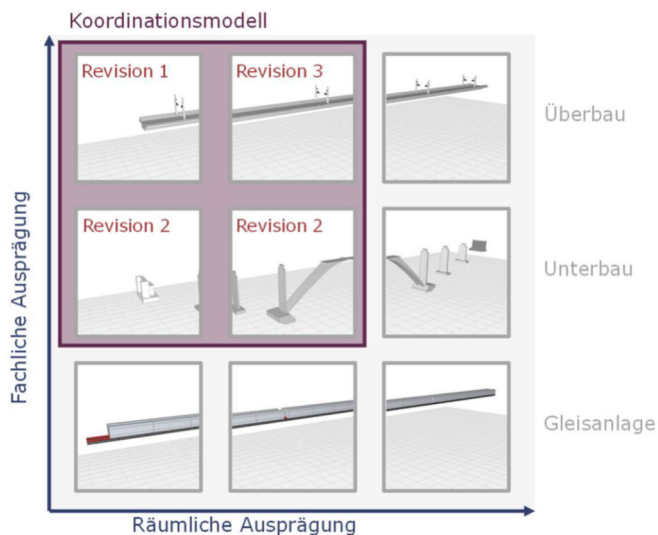 Koordinationsmodell
Revision 1
Revision 3
Überbau
Revision 2
Revision 2
Unterbau
Gleisanlage
Fachliche Ausprägung
Räumliche Ausprägung